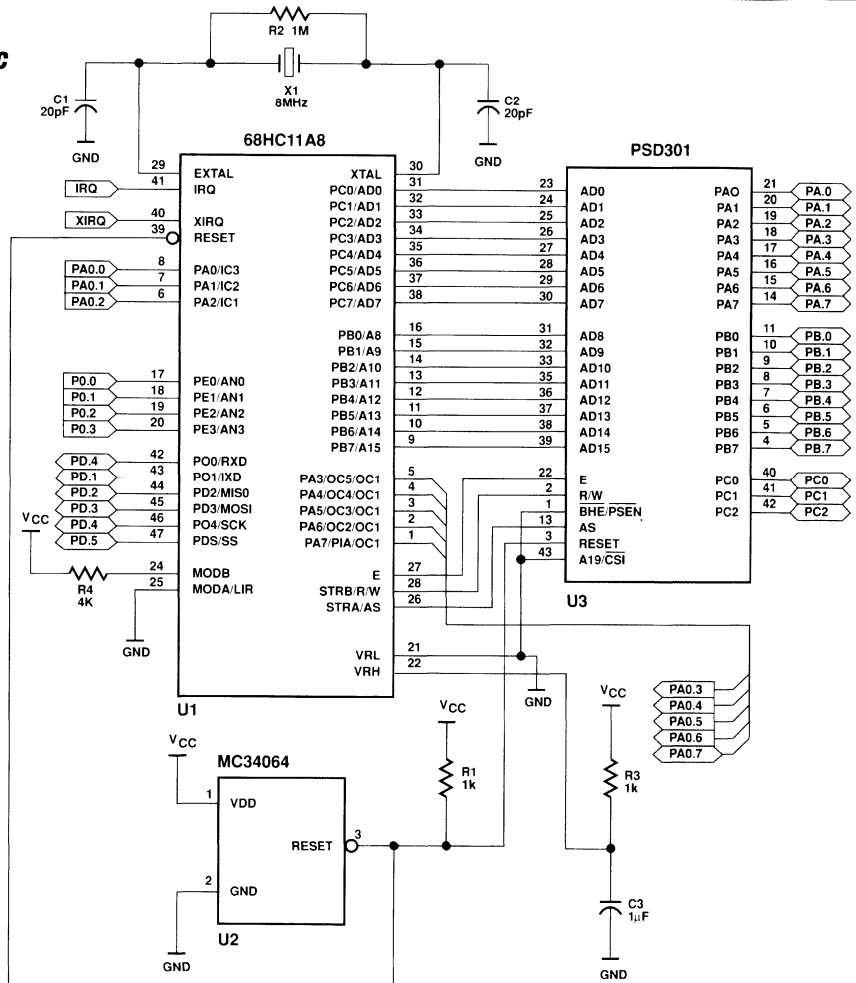 c
R2 1M
X1
8MHz
C1
20pF
GND
C2
20pF
GND
68HC11A8
29 EXTAL
41 IRQ
IRQ
40 XIRQ
XIRQ
39 RESET
PA0.0 8 PA0/IC3
PA0.1 7 PA1/IC2
PA0.2 6 PA2/IC1
P0.0 17 PE0/AN0
P0.1 18 PE1/AN1
P0.2 19 PE2/AN2
P0.3 20 PE3/AN3
PD.4 42 PO0/RXD
PD.1 43 PO1/IXD
PD.2 44 PD2/MIS0
PD.3 45 PD3/MOSI
PD.4 46 PO4/SCK
PD.5 47 PDS/SS
VCC
R4
4K
24 MODB
25 MODA/LIR
GND
XTAL 30
PC0/AD0 31
PC1/AD1 32
PC2/AD2 33
PC3/AD3 34
PC4/AD4 35
PC5/AD5 36
PC6/AD6 37
PC7/AD7 38
PB0/A8 16
PB1/A9 15
PB2/A10 14
PB3/A11 13
PB4/A12 12
PB5/A13 11
PB6/A14 10
PB7/A15 9
PA3/OC5/OC1 5
PA4/OC4/OC1 4
PA5/OC3/OC1 3
PA6/OC2/OC1 2
PA7/PIA/OC1 1
E 27
STRB/R/W 28
STRA/AS 26
VRL 21
VRH 22
U1
GND
PSD301
23 AD0
24 AD1
25 AD2
26 AD3
27 AD4
28 AD5
29 AD6
30 AD7
31 AD8
32 AD9
33 AD10
35 AD11
36 AD12
37 AD13
38 AD14
39 AD15
22 E
2 R/W
1 BHE/PSEN
13 AS
3 RESET
43 A19/CSI
PAO 21 PA.0
PA1 20 PA.1
PA2 19 PA.2
PA3 18 PA.3
PA4 17 PA.4
PA5 16 PA.5
PA6 15 PA.6
PA7 14 PA.7
PB0 11 PB.0
PB1 10 PB.1
PB2 9 PB.2
PB3 8 PB.3
PB4 7 PB.4
PB5 6 PB.5
PB6 5 PB.6
PB7 4 PB.7
PC0 40 PC0
PC1 41 PC1
PC2 42 PC2
U3
PA0.3
PA0.4
PA0.5
PA0.6
PA0.7
VCC
MC34064
1 VDD
RESET 3
2 GND
U2
GND
VCC
R1
1k
VCC
R3
1k
C3
1µF
GND